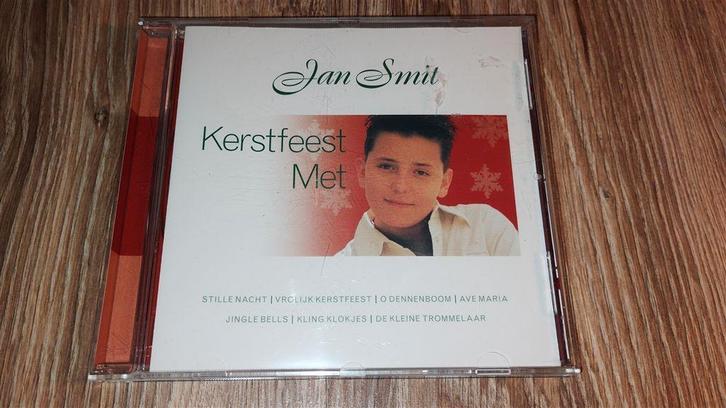 Jan Smit
Kerstfeest
Met
STILLE NACHT | VROLIJK KERSTFEEST | O DENNENBOOM | AVE MARIA
JINGLE BELLS | KLING KLOKJES | DE KLEINE TROMMELAAR